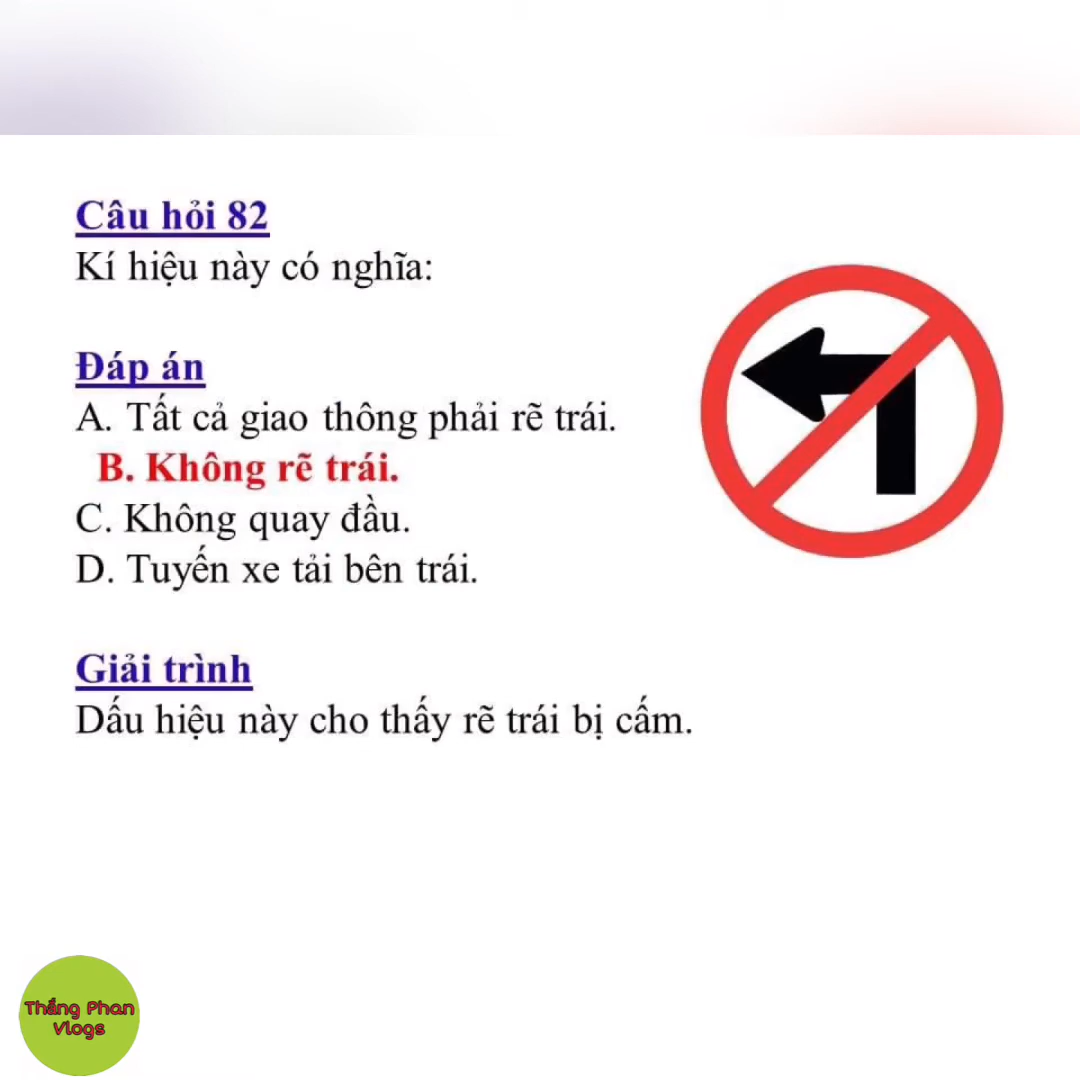 Câu hỏi 82
Kí hiệu này có nghĩa:
Đáp án
A. Tất cả giao thông phải rẽ trái.
B. Không rẽ trái.
C. Không quay đầu.
D. Tuyến xe tải bên trái.
Giải trình
Dấu hiệu này cho thấy rẽ trái bị cấm.
Thắng Phan
Vlogs